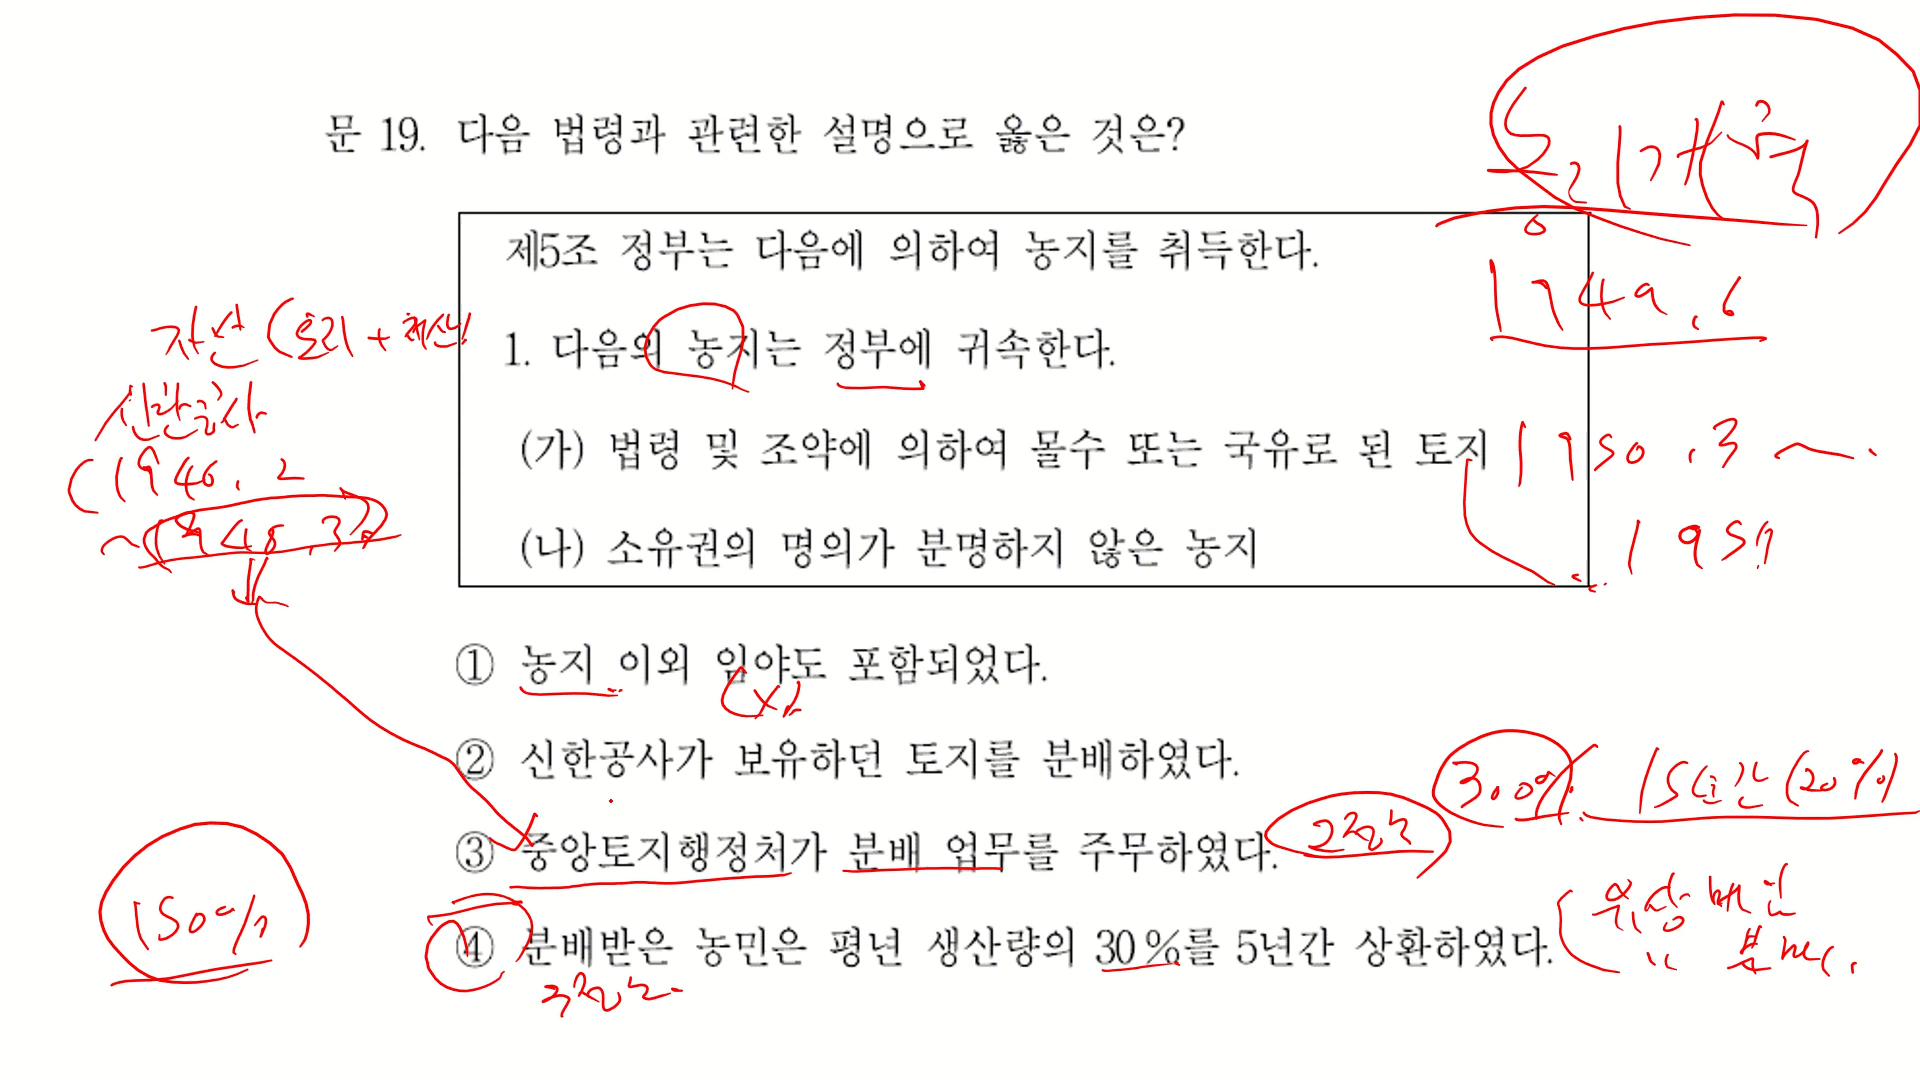 문 19. 다음 법령과 관련한 설명으로 옳은 것은?
토지개혁
제5조 정부는 다음에 의하여 농지를 취득한다.
1949.6
1. 다음의 농지는 정부에 귀속한다.
신한공사
(1946.2
(가) 법령 및 조약에 의하여 몰수 또는 국유로 된 토지
1950.3~.
~(1948.3)
(나) 소유권의 명의가 분명하지 않은 농지
1957
① 농지 이외 임야도 포함되었다.
② 신한공사가 보유하던 토지를 분배하였다.
300% 15년간(20%)
③ 중앙토지행정처가 분배 업무를 주무하였다.
150%
④ 분배받은 농민은 평년 생산량의 30%를 5년간 상환하였다.